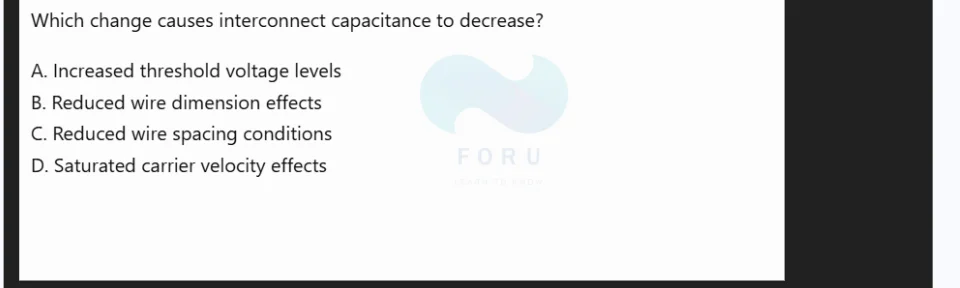 Which change causes interconnect capacitance to decrease?
A. Increased threshold voltage levels
B. Reduced wire dimension effects
C. Reduced wire spacing conditions
D. Saturated carrier velocity effects
FORU